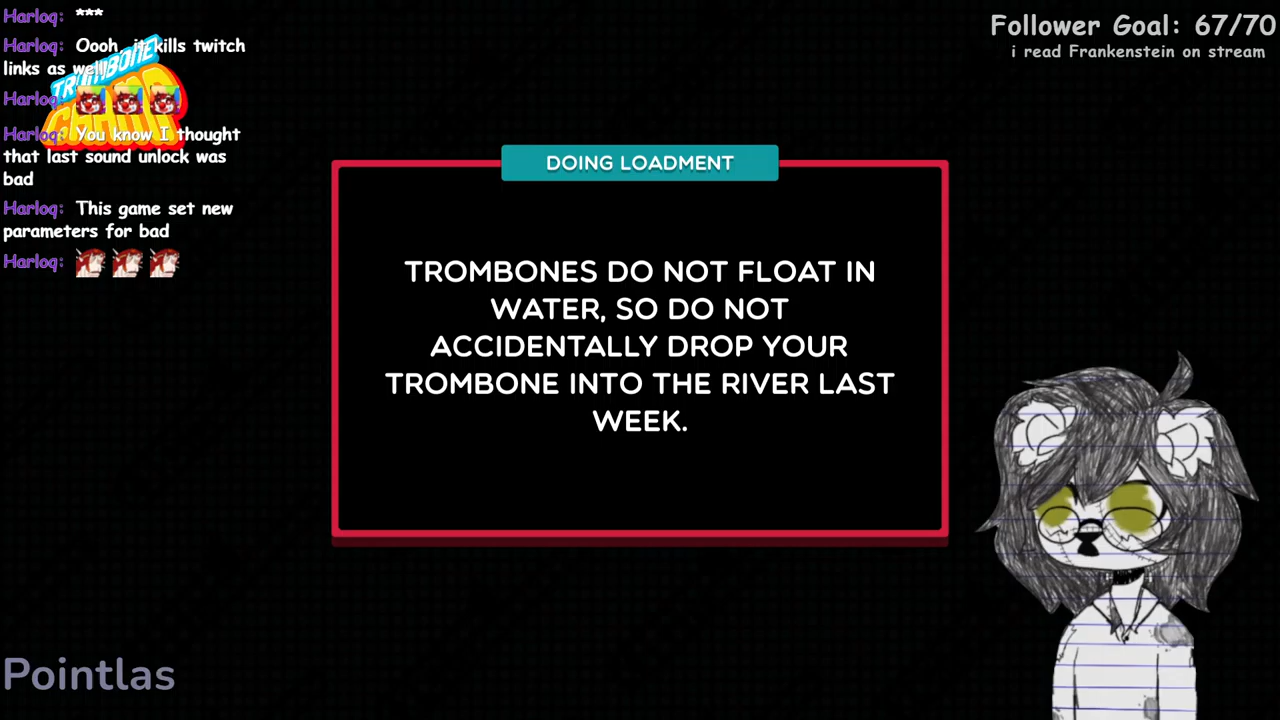 Harloq: ***
Harloq: Oooh, it kills twitch
links as well
Harloq:
Harloq: You know I thought
that last sound unlock was
bad
Harloq: This game set new
parameters for bad
Harloq:
TROMBONE
CHAMP
Follower Goal: 67/70
i read Frankenstein on stream
DOING LOADMENT
TROMBONES DO NOT FLOAT IN
WATER, SO DO NOT
ACCIDENTALLY DROP YOUR
TROMBONE INTO THE RIVER LAST
WEEK.
Pointlas